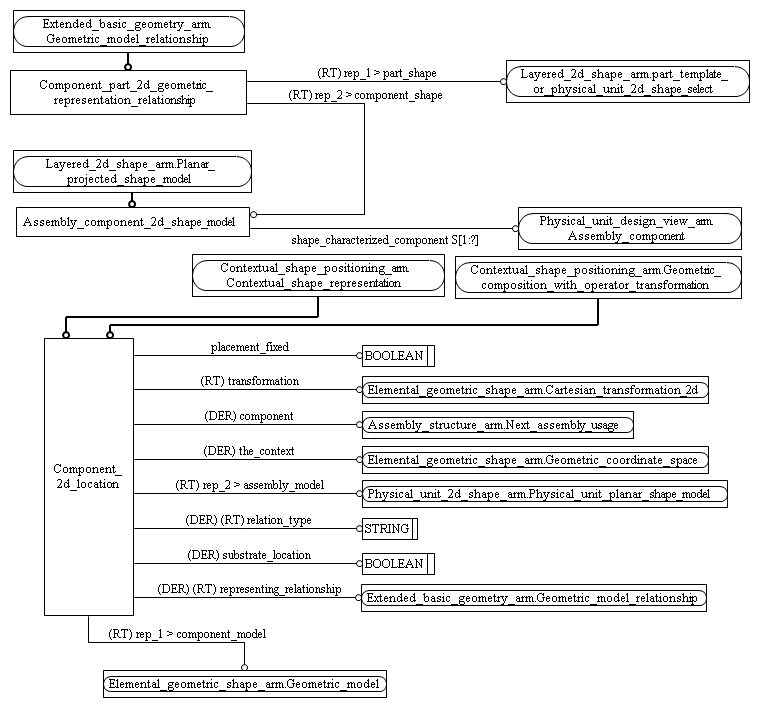 Extended_basic_geometry_arm.
Geometric_model_relationship
Component_part_2d_geometric_
representation_relationship
(RT) rep_1 > part_shape
(RT) rep_2 > component_shape
Layered_2d_shape_arm.part_template_
or_physical_unit_2d_shape_select
Layered_2d_shape_arm.Planar_
projected_shape_model
Assembly_component_2d_shape_model
shape_characterized_component S[1:?]
Physical_unit_design_view_arm.
Assembly_component
Contextual_shape_positioning_arm.
Contextual_shape_representation
Contextual_shape_positioning_arm.Geometric_
composition_with_operator_transformation
Component_
2d_location
placement_fixed
BOOLEAN
(RT) transformation
Elemental_geometric_shape_arm.Cartesian_transformation_2d
(DER) component
Assembly_structure_arm.Next_assembly_usage
(DER) the_context
Elemental_geometric_shape_arm.Geometric_coordinate_space
(RT) rep_2 > assembly_model
Physical_unit_2d_shape_arm.Physical_unit_planar_shape_model
(DER) (RT) relation_type
STRING
(DER) substrate_location
BOOLEAN
(DER) (RT) representing_relationship
Extended_basic_geometry_arm.Geometric_model_relationship
(RT) rep_1 > component_model
Elemental_geometric_shape_arm.Geometric_model